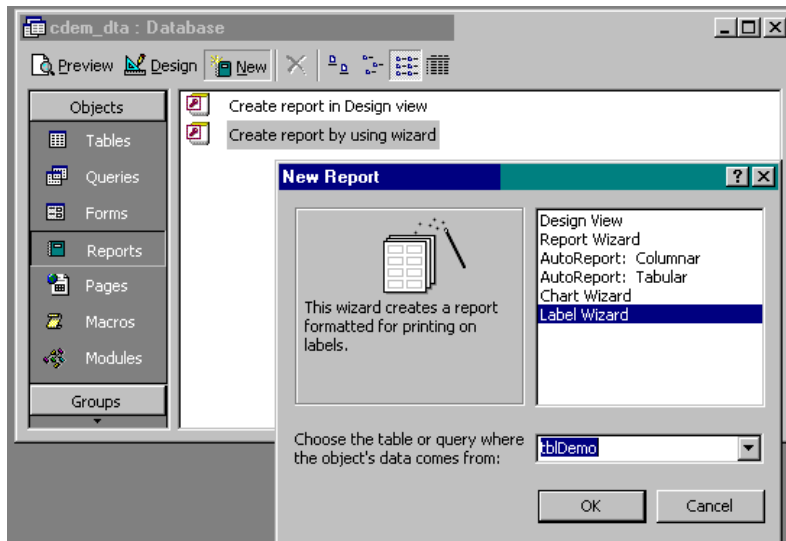 cdem_dta : Database
Preview Design New
Objects
Tables
Queries
Forms
Reports
Pages
Macros
Modules
Groups
Create report in Design view
Create report by using wizard
New Report
This wizard creates a report
formatted for printing on
labels.
Design View
Report Wizard
AutoReport: Columnar
AutoReport: Tabular
Chart Wizard
Label Wizard
Choose the table or query where
the object's data comes from:
tblDemo
OK Cancel